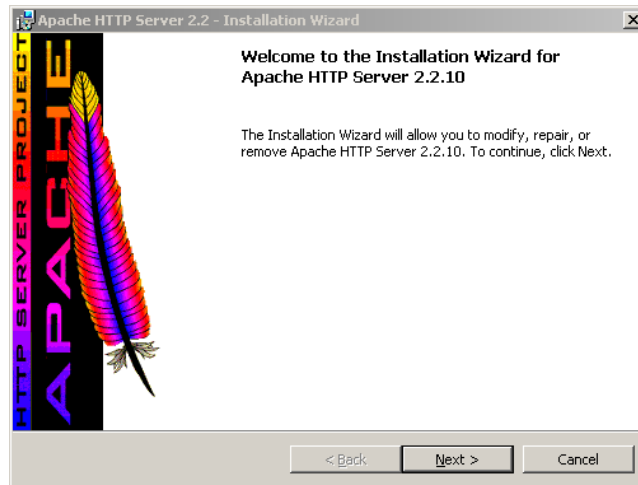 Apache HTTP Server 2.2 - Installation Wizard
HTTP SERVER PROJECT
APACHE
Welcome to the Installation Wizard for
Apache HTTP Server 2.2.10
The Installation Wizard will allow you to modify, repair, or
remove Apache HTTP Server 2.2.10. To continue, click Next.
< Back
Next >
Cancel